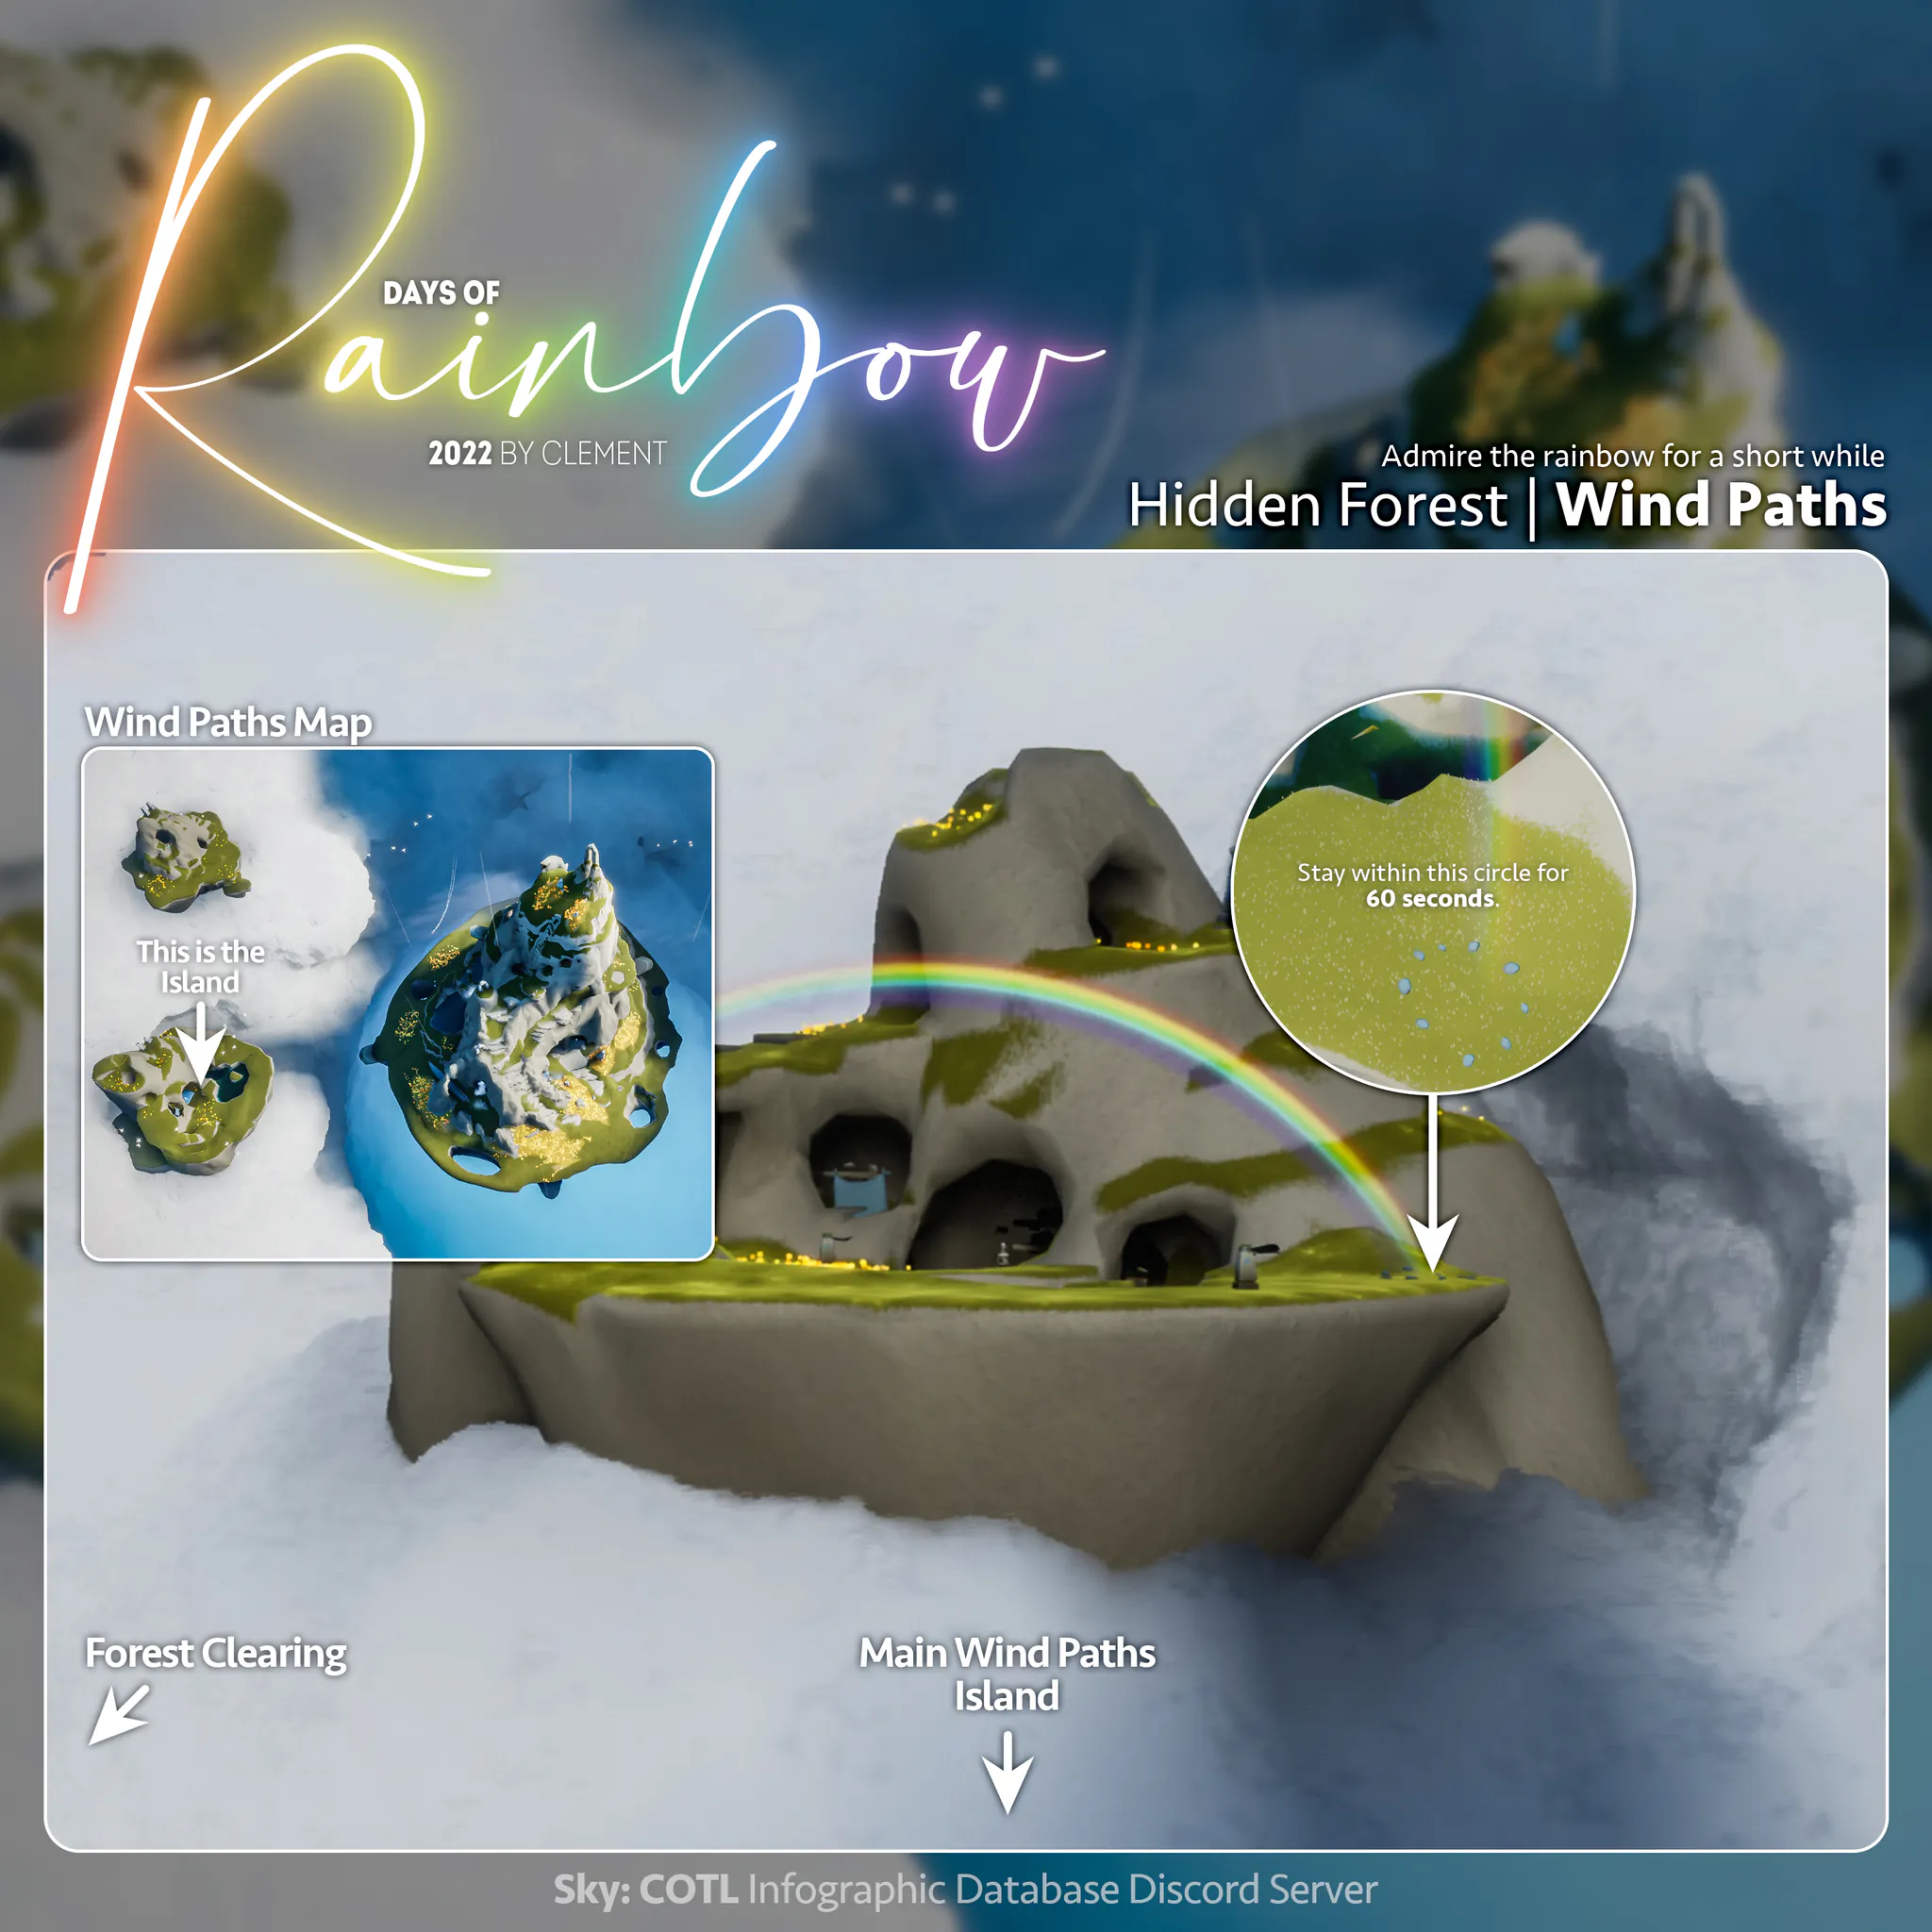 DAYS OF
Rainbow
2022 BY CLEMENT
Admire the rainbow for a short while
Hidden Forest | Wind Paths
Wind Paths Map
This is the
Island
Stay within this circle for
60 seconds.
Forest Clearing
Main Wind Paths
Island
Sky: COTL Infographic Database Discord Server